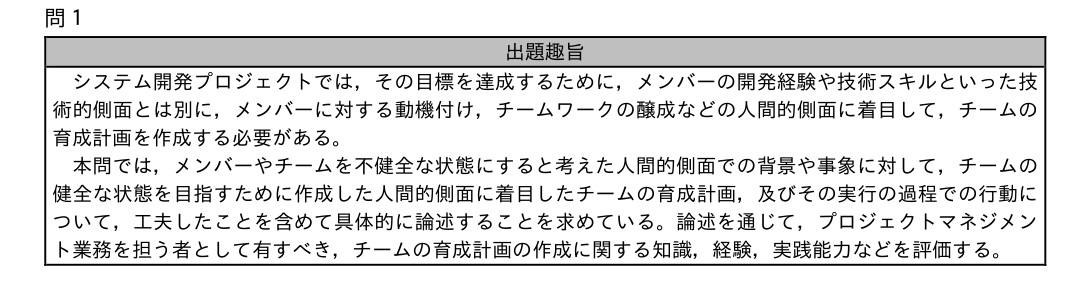 問 1
出題趣旨
システム開発プロジェクトでは，その目標を達成するために，メンバーの開発経験や技術スキルといった技
術的側面とは別に，メンバーに対する動機付け，チームワークの醸成などの人間的側面に着目して，チームの
育成計画を作成する必要がある。
本問では，メンバーやチームを不健全な状態にすると考えた人間的側面での背景や事象に対して，チームの
健全な状態を目指すために作成した人間的側面に着目したチームの育成計画，及びその実行の過程での行動に
ついて，工夫したことを含めて具体的に論述することを求めている。論述を通じて，プロジェクトマネジメン
ト業務を担う者として有すべき，チームの育成計画の作成に関する知識，経験，実践能力などを評価する。